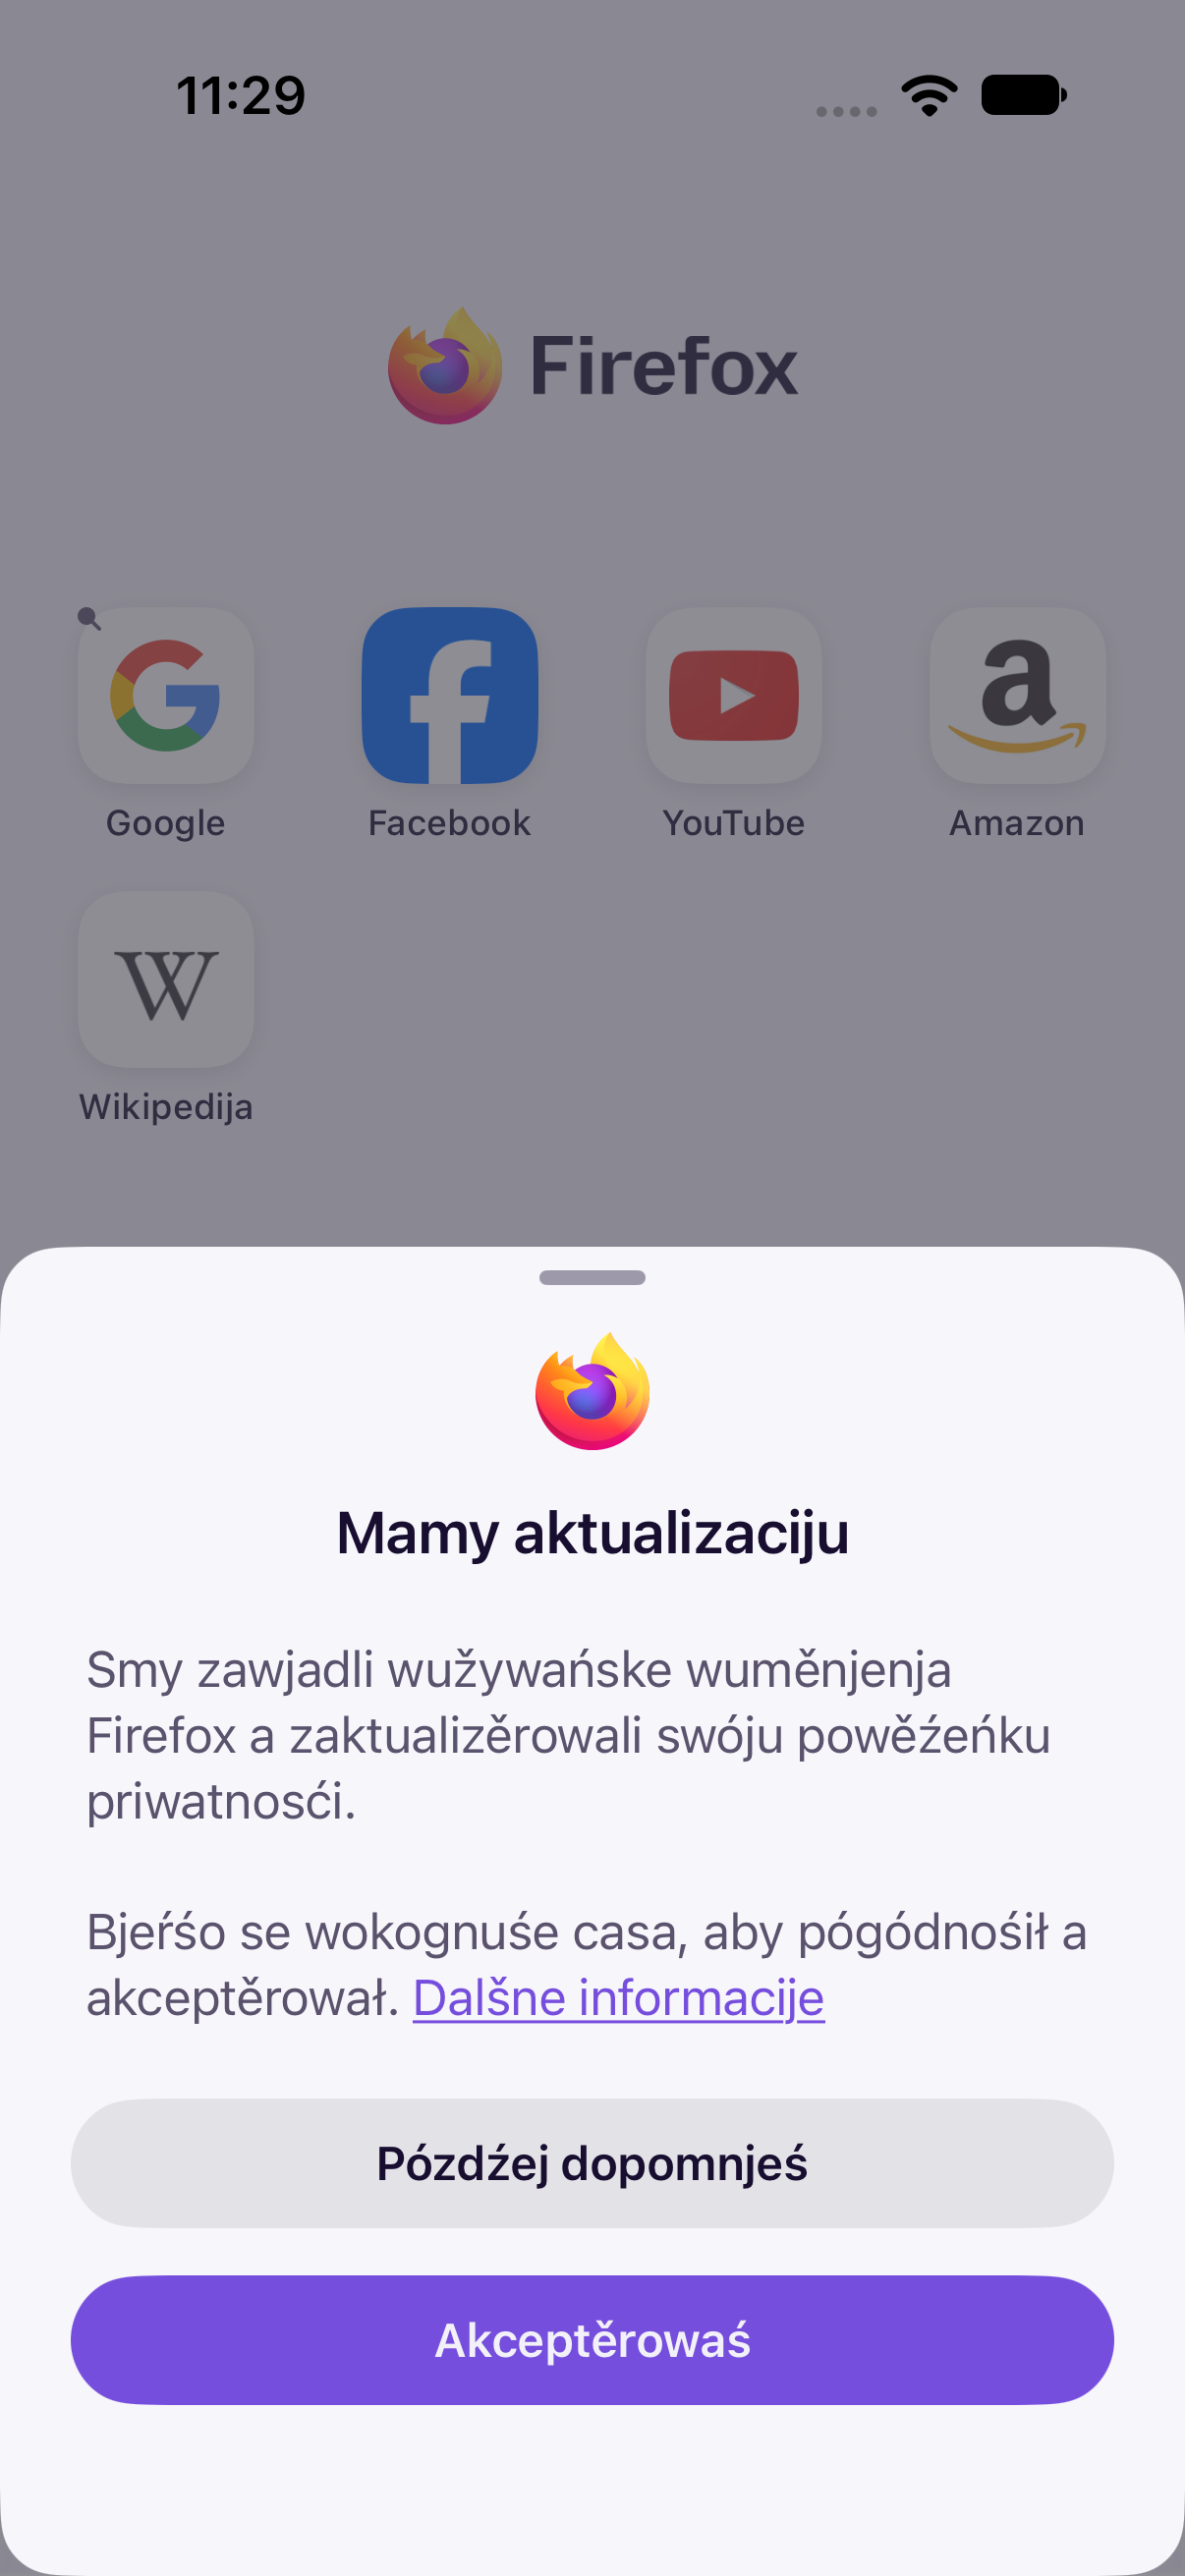 11:29
Firefox
Google
Facebook
YouTube
Amazon
W
Wikipedija
Mamy aktualizaciju
Smy zawjadli wužywańske wuměnjenja
Firefox a zaktualizěrowali swóju powěźeńku
priwatnosći.
Bjeŕśo se wokognuśe casa, aby pógódnośił a
akceptěrował. Dalšne informacije
Pózdźej dopomnjeś
Akceptěrowaś